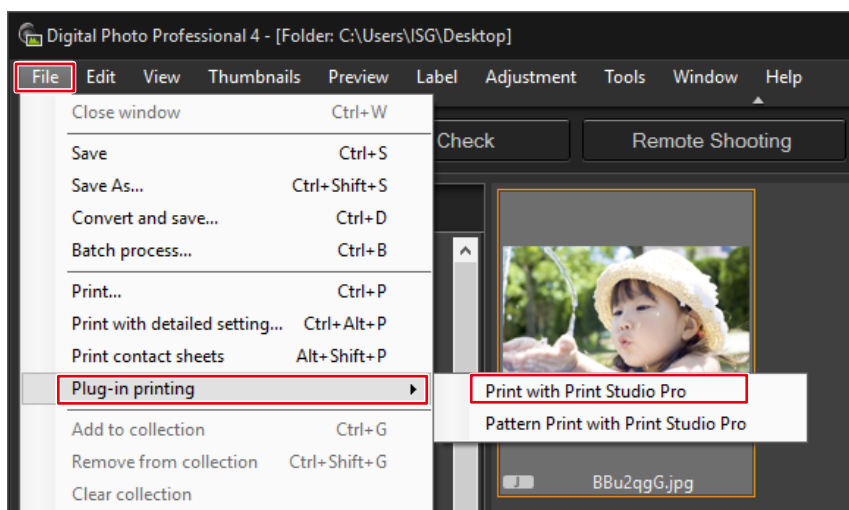 Digital Photo Professional 4 - [Folder: C:\Users\ISG\Desktop]
File Edit View Thumbnails Preview Label Adjustment Tools Window Help
Close window Ctrl+W
Check Remote Shooting
Save Ctrl+S
Save As... Ctrl+Shift+S
Convert and save... Ctrl+D
Batch process... Ctrl+B
Print... Ctrl+P
Print with detailed setting... Ctrl+Alt+P
Print contact sheets Alt+Shift+P
Plug-in printing
Print with Print Studio Pro
Pattern Print with Print Studio Pro
Add to collection Ctrl+G
Remove from collection Ctrl+Shift+G
Clear collection
J BBu2qgG.jpg